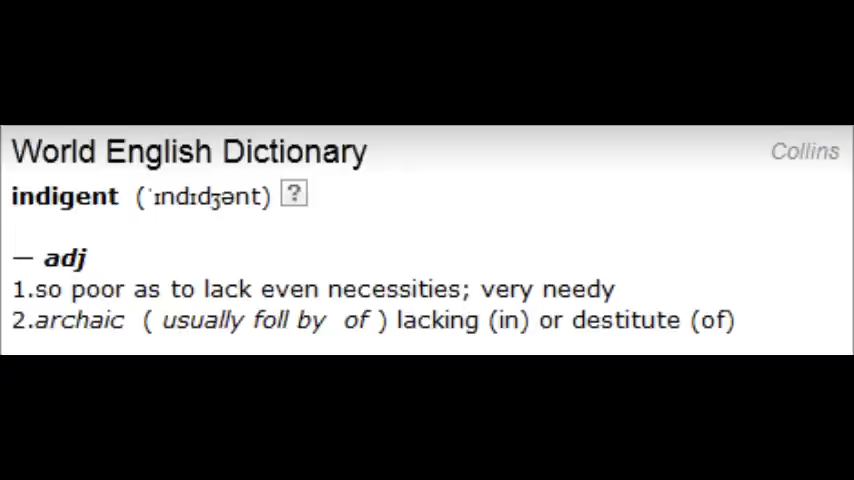 World English Dictionary Collins
indigent (ˈɪndɪdʒənt) ?
— adj
1.so poor as to lack even necessities; very needy
2.archaic ( usually foll by of ) lacking (in) or destitute (of)